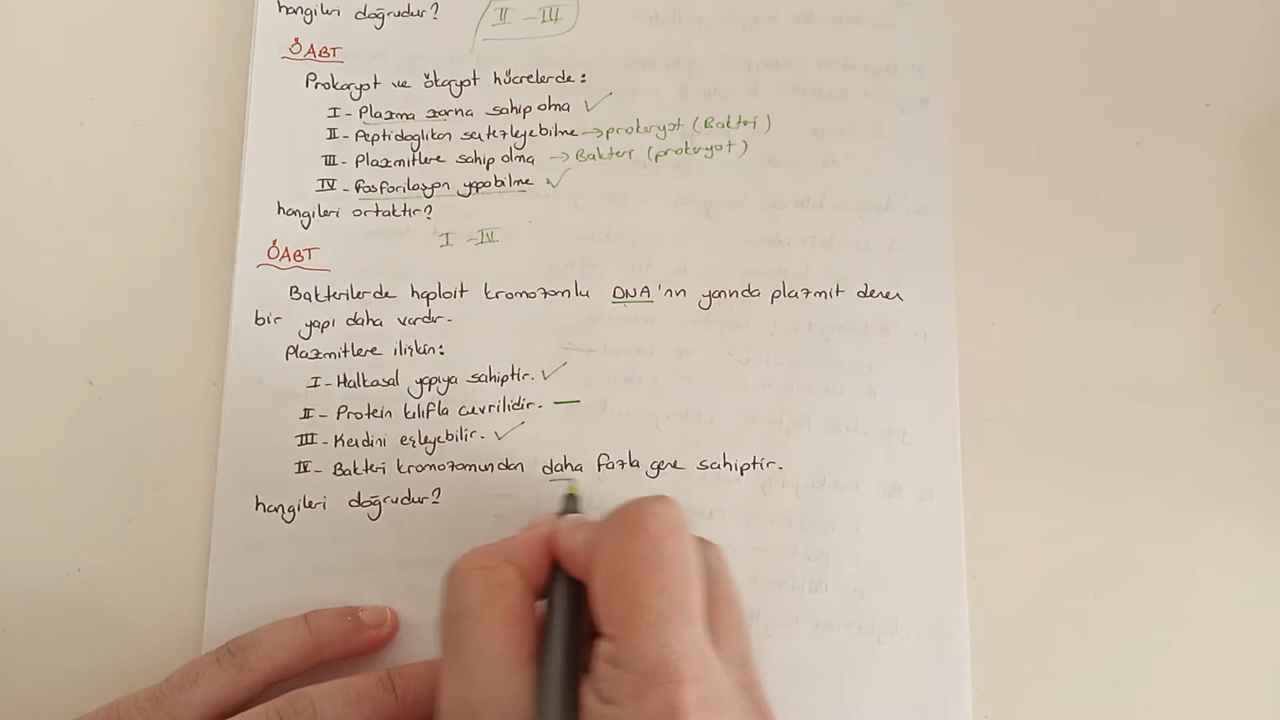 hangileri doğrudur? II - III
ÖABT
Prokaryot ve ökaryot hücrelerde:
I - Plazma zarına sahip olma ✓
II - Peptidoglikan sentezleyebilme → prokaryot (Bakteri)
III - Plazmitlere sahip olma → Bakteri (prokaryot)
IV - Fosforilasyon yapabilme ✓
hangileri ortaktır?
I - IV
ÖABT
Bakterilerde haploit kromozomlu DNA'nın yanında plazmit denen
bir yapı daha vardır.
Plazmitlere ilişkin:
I - Halkasal yapıya sahiptir. ✓
II - Protein kılıfla çevrilidir. —
III - Kendini eşleyebilir. ✓
IV - Bakteri kromozomundan daha fazla gene sahiptir.
hangileri doğrudur?